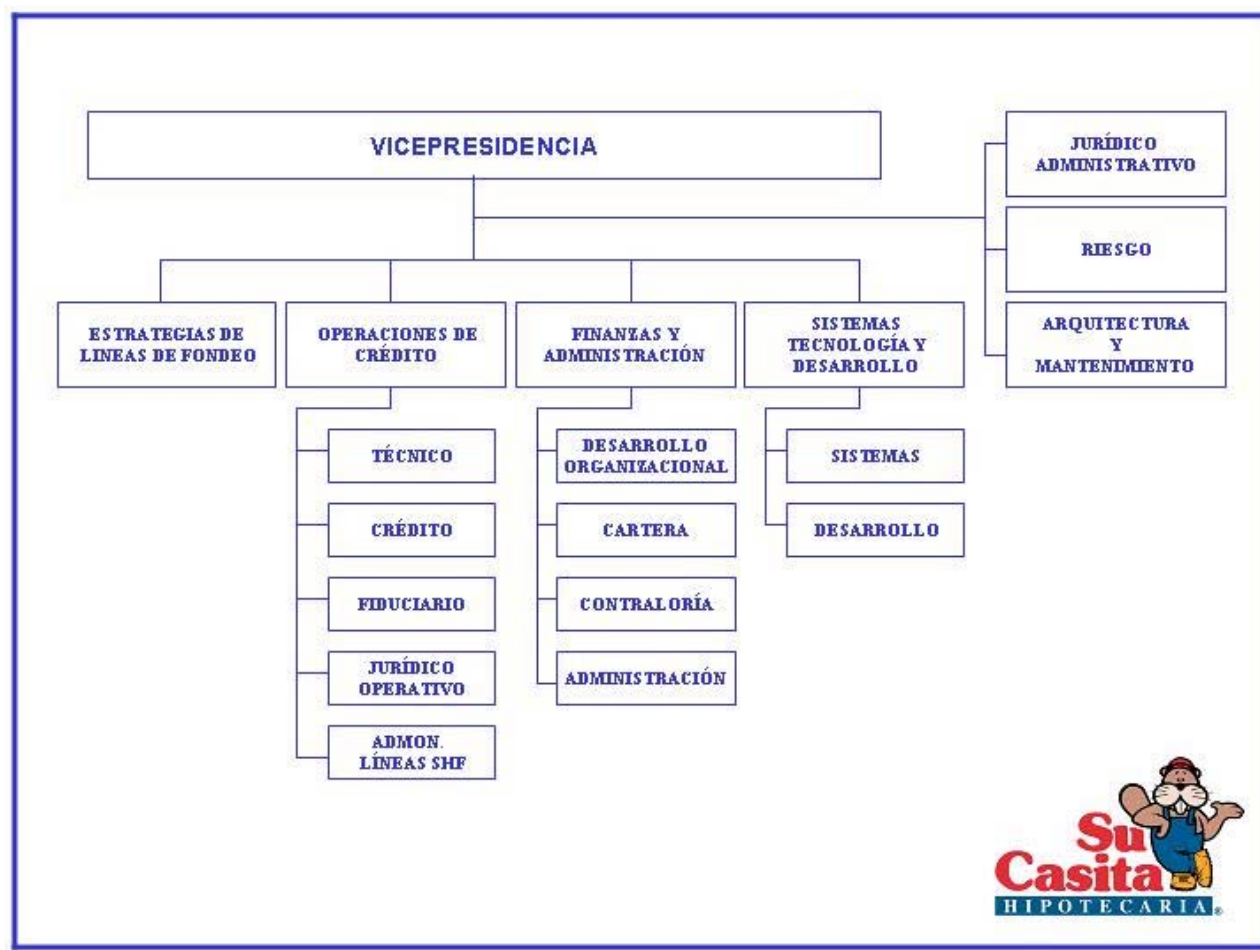 VICEPRESIDENCIA
JURÍDICO
ADMINISTRATIVO
RIESGO
ARQUITECTURA
Y
MANTENIMIENTO
ESTRATEGIAS DE
LINEAS DE FONDEO
OPERACIONES DE
CRÉDITO
FINANZAS Y
ADMINISTRACIÓN
SISTEMAS
TECNOLOGÍA Y
DESARROLLO
TÉCNICO
CRÉDITO
FIDUCIARIO
JURÍDICO
OPERATIVO
ADMON.
LÍNEAS SHF
DESARROLLO
ORGANIZACIONAL
CARTERA
CONTRALORÍA
ADMINISTRACIÓN
SISTEMAS
DESARROLLO
Su
Casita
HIPOTECARIA®